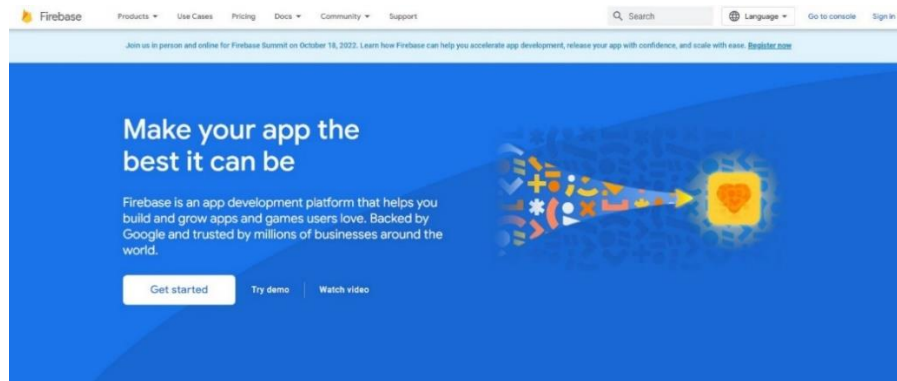 Firebase Products Use Cases Pricing Docs Community Support Search Language Go to console Sign in
Join us in person and online for Firebase Summit on October 18, 2022. Learn how Firebase can help you accelerate app development, release your app with confidence, and scale with ease. Register now
Make your app the
best it can be
Firebase is an app development platform that helps you
build and grow apps and games users love. Backed by
Google and trusted by millions of businesses around the
world.
Get started Try demo Watch video